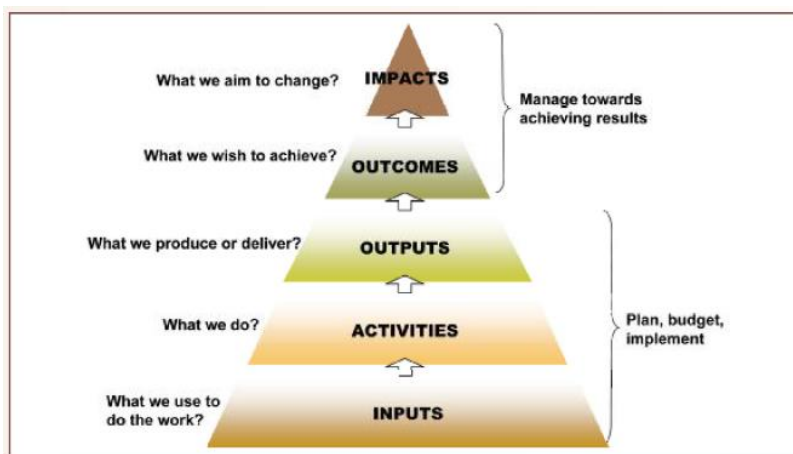 What we aim to change?
IMPACTS
Manage towards
achieving results
What we wish to achieve?
OUTCOMES
What we produce or deliver?
OUTPUTS
What we do?
ACTIVITIES
Plan, budget,
implement
What we use to
do the work?
INPUTS